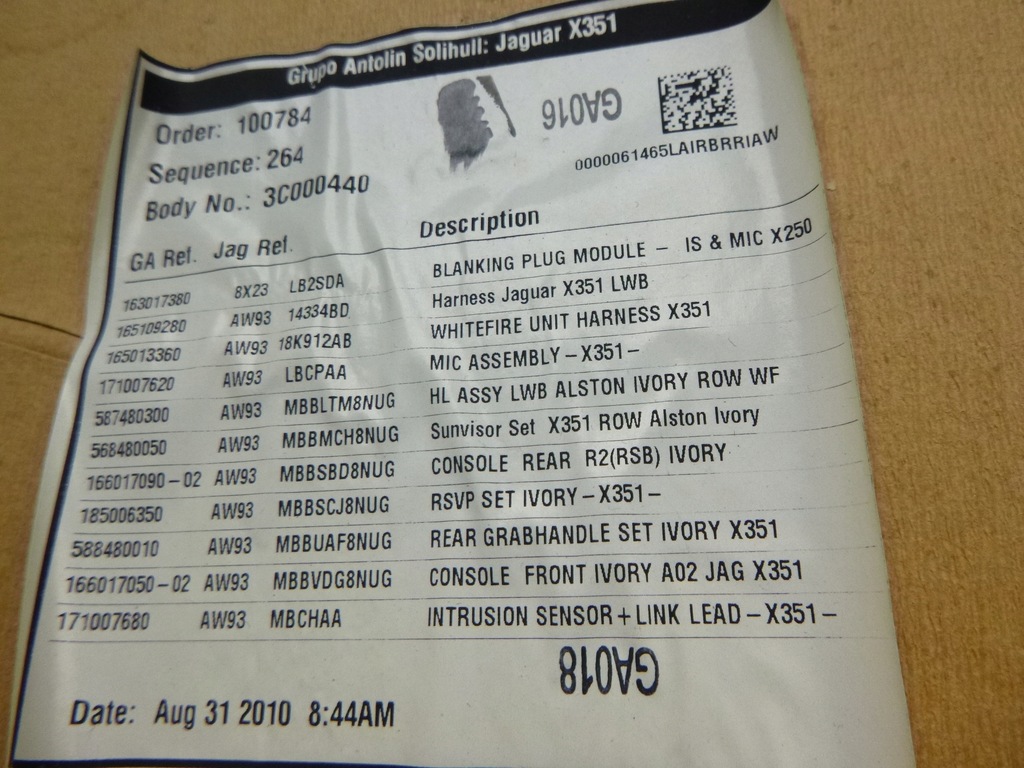 Grupo Antolin Solihull: Jaguar X351
Order: 100784
GA016
Sequence: 264
0000061465LAIRBRRIAW
Body No.: 3C000440
GA Ref. Jag Ref. Description
163017380 8X23 LB2SDA BLANKING PLUG MODULE - IS & MIC X250
165109280 AW93 14334BD Harness Jaguar X351 LWB
165013360 AW93 18K912AB WHITEFIRE UNIT HARNESS X351
171007620 AW93 LBCPAA MIC ASSEMBLY-X351-
587480300 AW93 MBBLTM8NUG HL ASSY LWB ALSTON IVORY ROW WF
568480050 AW93 MBBMCH8NUG Sunvisor Set X351 ROW Alston Ivory
166017090-02 AW93 MBBSBD8NUG CONSOLE REAR R2(RSB) IVORY
185006350 AW93 MBBSCJ8NUG RSVP SET IVORY-X351-
588480010 AW93 MBBUAF8NUG REAR GRABHANDLE SET IVORY X351
166017050-02 AW93 MBBVDG8NUG CONSOLE FRONT IVORY A02 JAG X351
171007680 AW93 MBCHAA INTRUSION SENSOR+LINK LEAD-X351-
GA018
Date: Aug 31 2010 8:44AM